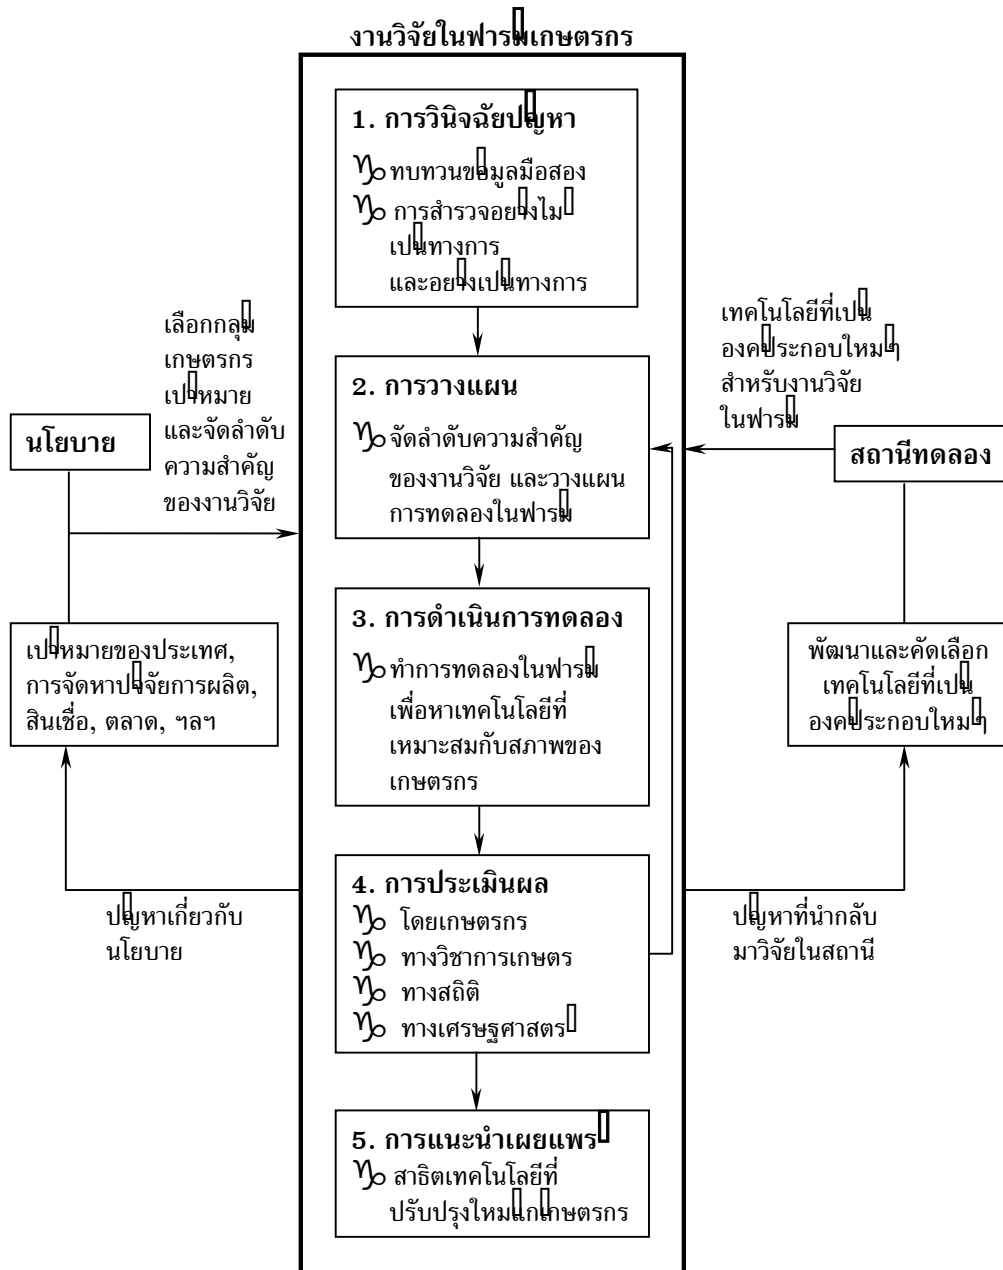 งานวิจัยในฟาร์มเกษตรกร
1. การวินิจฉัยปัญหา
ทบทวนข้อมูลมือสอง
การสำรวจอย่างไม่
เป็นทางการ
และอย่างเป็นทางการ
เลือกกลุ่ม
เกษตรกร
เป้าหมาย
และจัดลำดับ
ความสำคัญ
ของงานวิจัย
เทคโนโลยีที่เป็น
องค์ประกอบใหม่ๆ
สำหรับงานวิจัย
ในฟาร์ม
นโยบาย
2. การวางแผน
จัดลำดับความสำคัญ
ของงานวิจัย และวางแผน
การทดลองในฟาร์ม
สถานีทดลอง
เป้าหมายของประเทศ,
การจัดหาปัจจัยการผลิต,
สินเชื่อ, ตลาด, ฯลฯ
3. การดำเนินการทดลอง
ทำการทดลองในฟาร์ม
เพื่อหาเทคโนโลยีที่
เหมาะสมกับสภาพของ
เกษตรกร
พัฒนาและคัดเลือก
เทคโนโลยีที่เป็น
องค์ประกอบใหม่ๆ
ปัญหาเกี่ยวกับ
นโยบาย
4. การประเมินผล
โดยเกษตรกร
ทางวิชาการเกษตร
ทางสถิติ
ทางเศรษฐศาสตร์
ปัญหาที่นำกลับ
มาวิจัยในสถานี
5. การแนะนำเผยแพร่
สาธิตเทคโนโลยีที่
ปรับปรุงใหม่แก่เกษตรกร